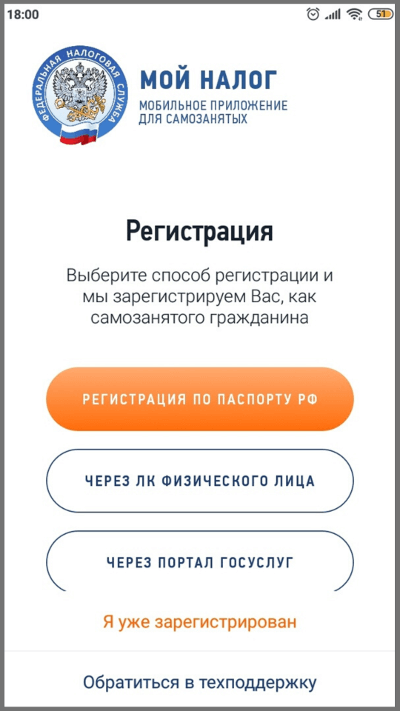 18:00
51
ФЕДЕРАЛЬНАЯ НАЛОГОВАЯ СЛУЖБА
МОЙ НАЛОГ
МОБИЛЬНОЕ ПРИЛОЖЕНИЕ
ДЛЯ САМОЗАНЯТЫХ
Регистрация
Выберите способ регистрации и
мы зарегистрируем Вас, как
самозанятого гражданина
РЕГИСТРАЦИЯ ПО ПАСПОРТУ РФ
ЧЕРЕЗ ЛК ФИЗИЧЕСКОГО ЛИЦА
ЧЕРЕЗ ПОРТАЛ ГОСУСЛУГ
Я уже зарегистрирован
Обратиться в техподдержку